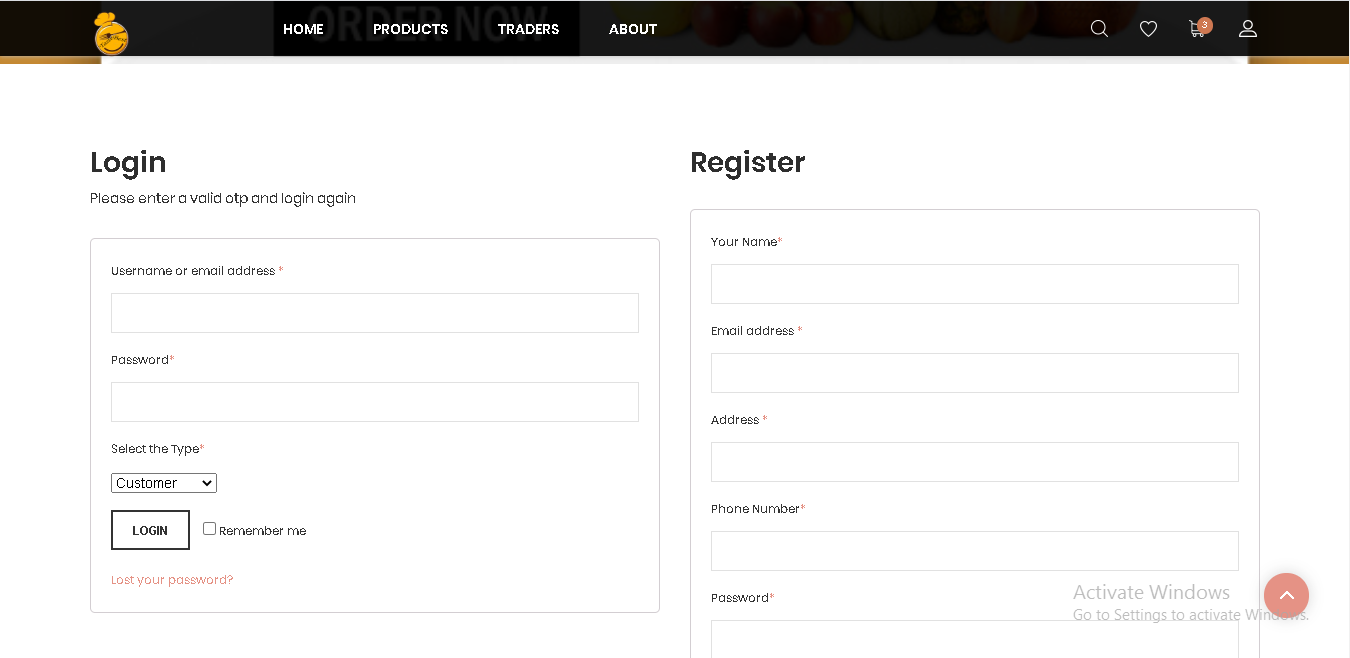 ORDER NOW
HOME
PRODUCTS
TRADERS
ABOUT
3
Login
Please enter a valid otp and login again
Username or email address *
Password*
Select the Type*
Customer
LOGIN
Remember me
Lost your password?
Register
Your Name*
Email address *
Address *
Phone Number*
Password*
Activate Windows
Go to Settings to activate Windows.